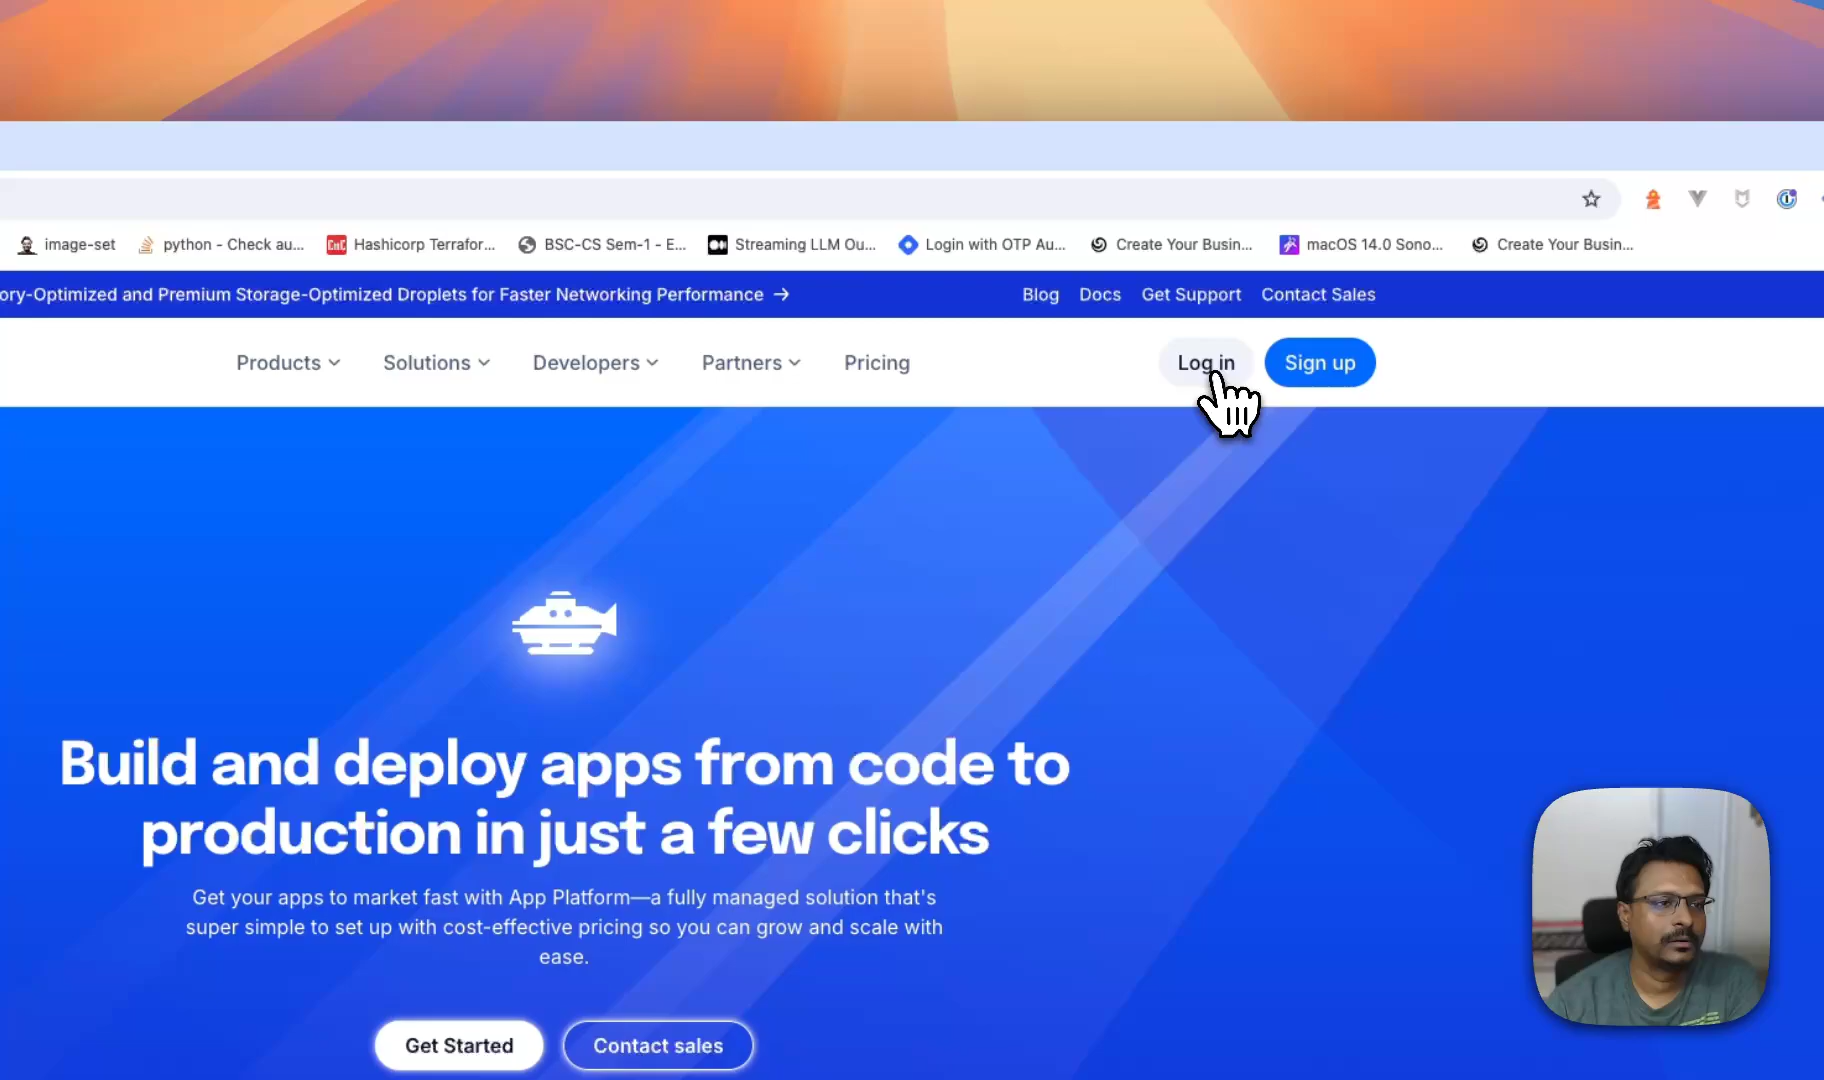 image-set python - Check au... Hashicorp Terrafor... BSC-CS Sem-1 - E... Streaming LLM Ou... Login with OTP Au... Create Your Busin... macOS 14.0 Sono... Create Your Busin...
ory-Optimized and Premium Storage-Optimized Droplets for Faster Networking Performance → Blog Docs Get Support Contact Sales
Products Solutions Developers Partners Pricing Log in Sign up
Build and deploy apps from code to
production in just a few clicks
Get your apps to market fast with App Platform—a fully managed solution that's
super simple to set up with cost-effective pricing so you can grow and scale with
ease.
Get Started Contact sales